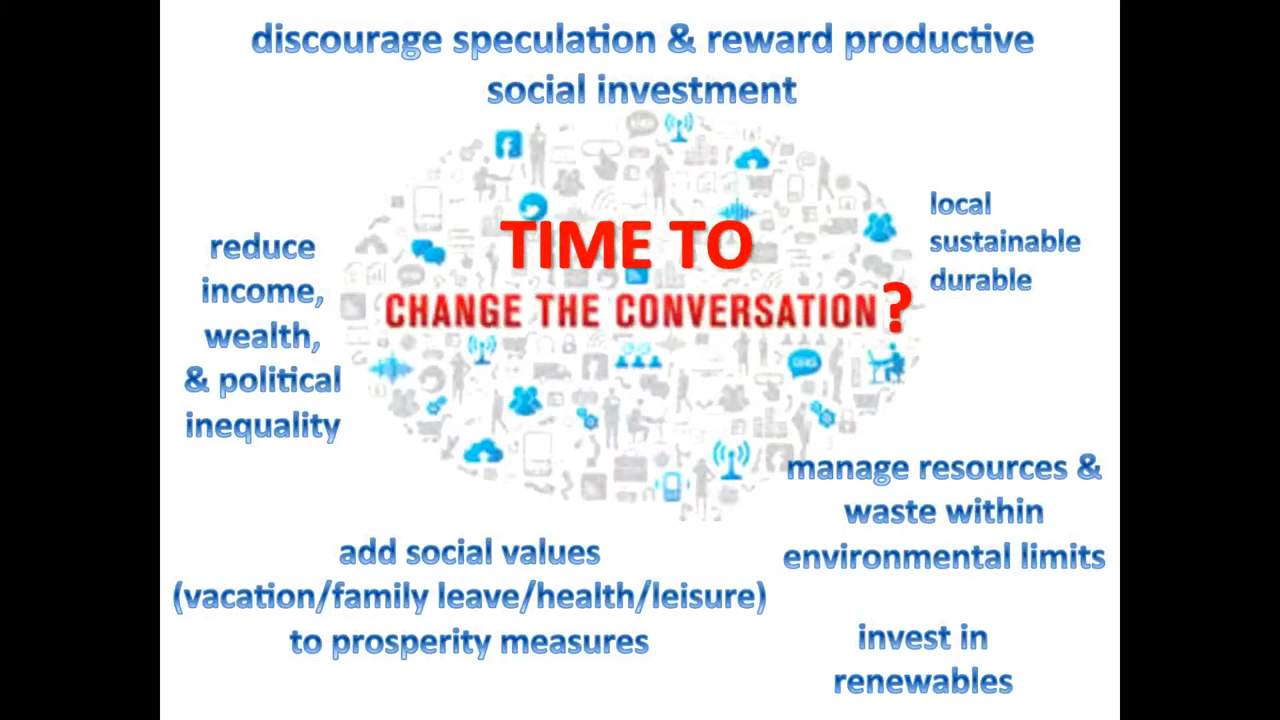 discourage speculation & reward productive
social investment
TIME TO
CHANGE THE CONVERSATION?
local
sustainable
durable
reduce
income,
wealth,
& political
inequality
manage resources &
waste within
environmental limits
add social values
(vacation/family leave/health/leisure)
to prosperity measures
invest in
renewables